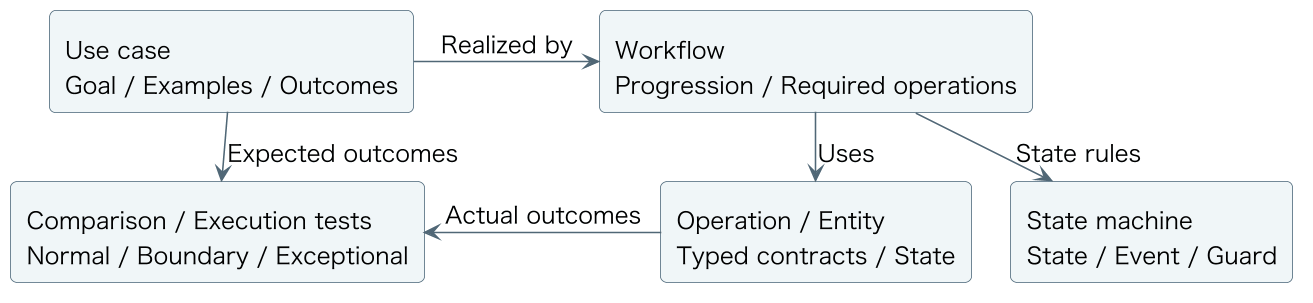 Use case
Goal / Examples / Outcomes
Realized by
Workflow
Progression / Required operations
Expected outcomes
Uses
State rules
Comparison / Execution tests
Normal / Boundary / Exceptional
Actual outcomes
Operation / Entity
Typed contracts / State
State machine
State / Event / Guard